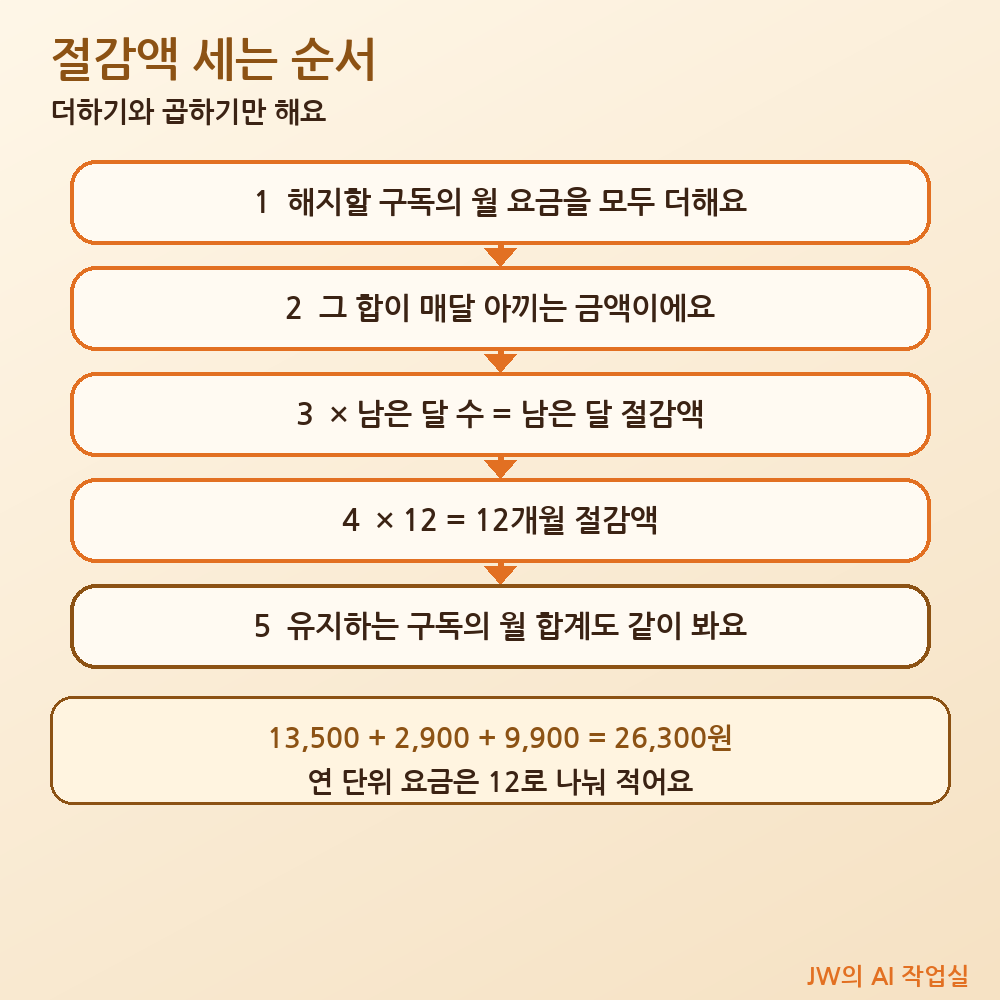 절감액 세는 순서
더하기와 곱하기만 해요
1 해지할 구독의 월 요금을 모두 더해요
2 그 합이 매달 아끼는 금액이에요
3 × 남은 달 수 = 남은 달 절감액
4 × 12 = 12개월 절감액
5 유지하는 구독의 월 합계도 같이 봐요
13,500 + 2,900 + 9,900 = 26,300원
연 단위 요금은 12로 나눠 적어요
JW의 AI 작업실